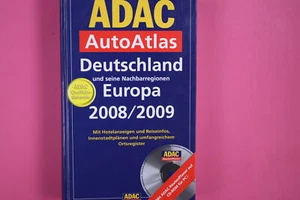 ADAC
AutoAtlas
Deutschland
und seine Nachbarregionen
Europa
2008/2009
Mit Hotelanzeigen und Reiseinfos,
Innenstadtplänen und umfangreichem
Ortsregister
ADAC
ADAC
ADAC